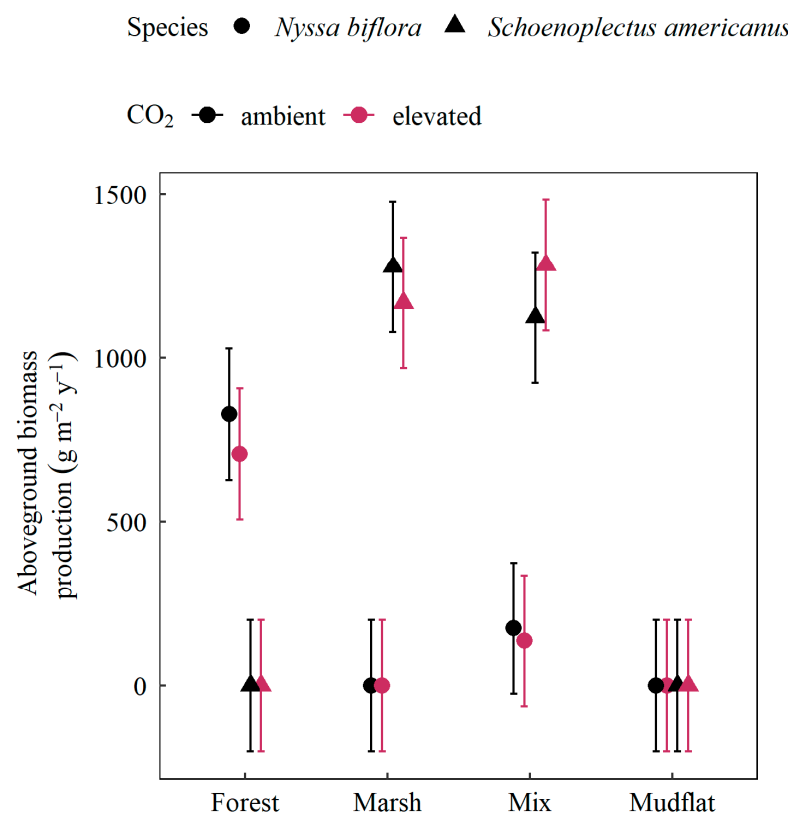 Species Nyssa biflora Schoenoplectus americanus
CO₂ ambient elevated
1500
1000
500
0
Aboveground biomass
production (g m⁻² y⁻¹)
Forest Marsh Mix Mudflat